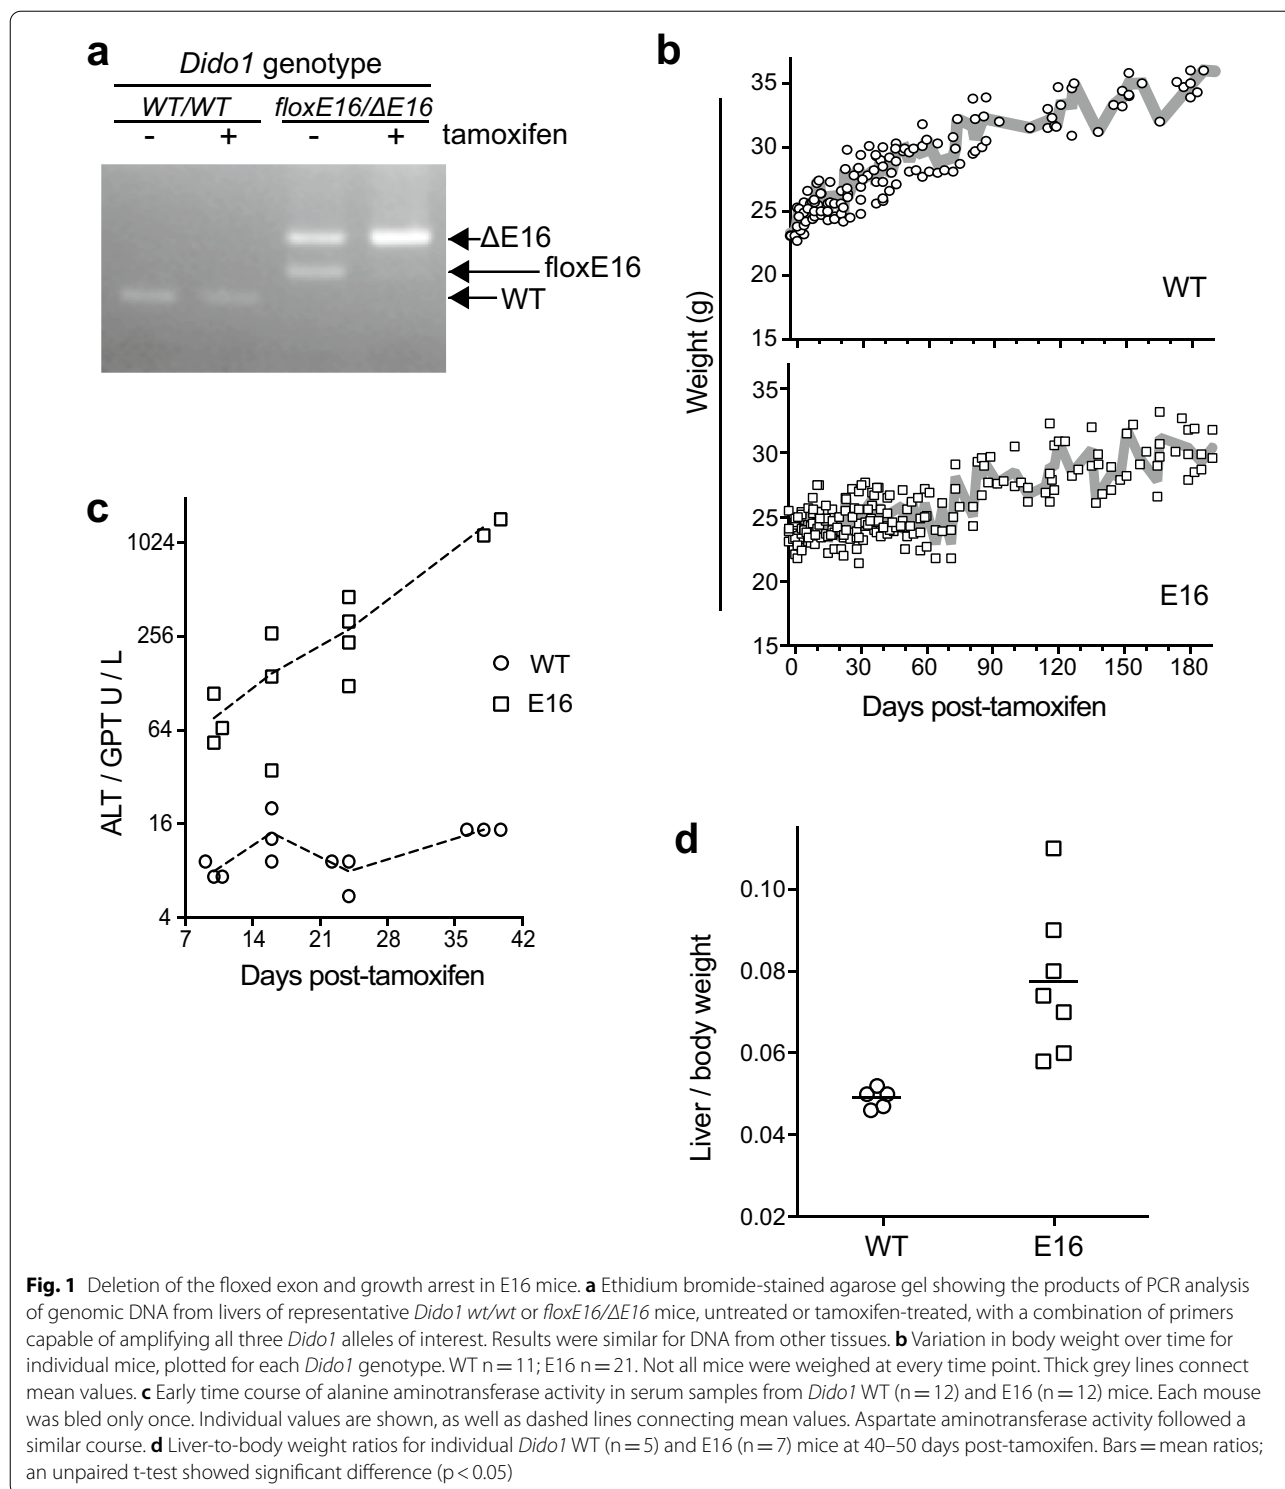 a
Dido1 genotype
WT/WT floxE16/ΔE16
- + - + tamoxifen
ΔE16
floxE16
WT
b
Weight (g)
35
30
25
20
15
WT
35
30
25
20
15
E16
0 30 60 90 120 150 180
Days post-tamoxifen
c
ALT / GPT U / L
1024
256
64
16
4
7 14 21 28 35 42
Days post-tamoxifen
WT
E16
d
Liver / body weight
0.10
0.08
0.06
0.04
0.02
WT E16
Fig. 1 Deletion of the floxed exon and growth arrest in E16 mice. a Ethidium bromide-stained agarose gel showing the products of PCR analysis
of genomic DNA from livers of representative Dido1 wt/wt or floxE16/ΔE16 mice, untreated or tamoxifen-treated, with a combination of primers
capable of amplifying all three Dido1 alleles of interest. Results were similar for DNA from other tissues. b Variation in body weight over time for
individual mice, plotted for each Dido1 genotype. WT n = 11; E16 n = 21. Not all mice were weighed at every time point. Thick grey lines connect
mean values. c Early time course of alanine aminotransferase activity in serum samples from Dido1 WT (n = 12) and E16 (n = 12) mice. Each mouse
was bled only once. Individual values are shown, as well as dashed lines connecting mean values. Aspartate aminotransferase activity followed a
similar course. d Liver-to-body weight ratios for individual Dido1 WT (n = 5) and E16 (n = 7) mice at 40–50 days post-tamoxifen. Bars = mean ratios;
an unpaired t-test showed significant difference (p < 0.05)